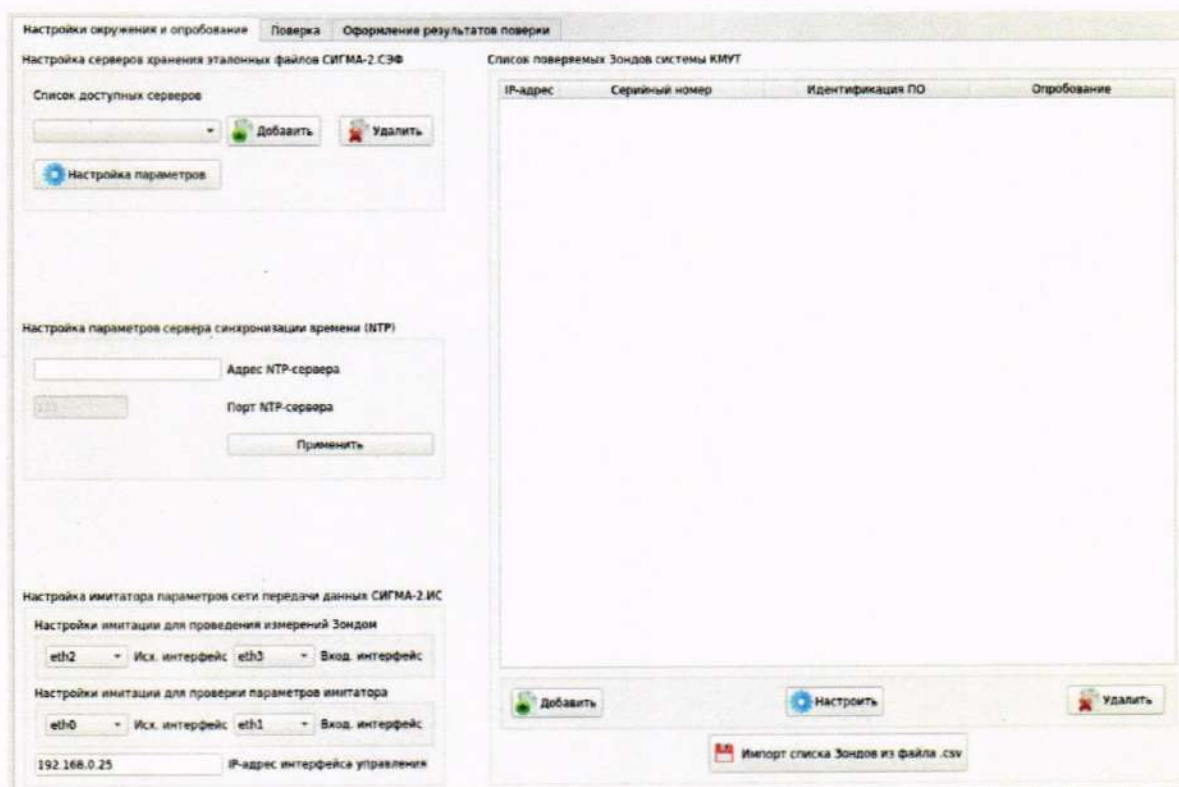 Настройки окружения и опробование
Поверка
Оформление результатов поверки
Настройка серверов хранения эталонных файлов СИГМА-2.СЭФ
Список доступных серверов
Добавить
Удалить
Настройка параметров
Настройка параметров сервера синхронизации времени (NTP)
Адрес NTP-сервера
Порт NTP-сервера
Применить
Настройка имитатора параметров сети передачи данных СИГМА-2.ИС
Настройки имитации для проведения измерений Зондом
eth2 Исх. интерфейс eth3 Вход. интерфейс
Настройки имитации для проверки параметров имитатора
eth0 Исх. интерфейс eth1 Вход. интерфейс
192.168.0.25 IP-адрес интерфейса управления
Список поверяемых Зондов системы КМУТ
IP-адрес Серийный номер Идентификация ПО Опробование
Добавить
Настроить
Удалить
Импорт списка Зондов из файла .csv